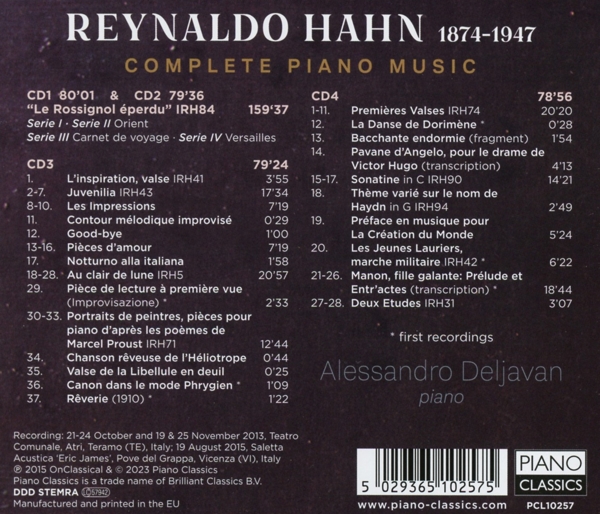 REYNALDO HAHN 1874-1947
COMPLETE PIANO MUSIC
CD1 80'01 & CD2 79'36
"Le Rossignol éperdu" IRH84 159'37
Serie I · Serie II Orient
Serie III Carnet de voyage · Serie IV Versailles
CD3 79'24
1. L'inspiration, valse IRH41 3'55
2-7. Juvenilia IRH43 17'34
8-10. Les Impressions 7'19
11. Contour mélodique improvisé 0'29
12. Good-bye 1'00
13-16. Pièces d'amour 7'19
17. Notturno alla italiana 1'58
18-28. Au clair de lune IRH5 20'57
29. Pièce de lecture à première vue
(Improvisazione) * 2'33
30-33. Portraits de peintres, pièces pour
piano d'après les poèmes de
Marcel Proust IRH71 12'44
34. Chanson rêveuse de l'Héliotrope 0'44
35. Valse de la Libellule en deuil 0'25
36. Canon dans le mode Phrygien * 1'09
37. Rêverie (1910) * 1'22
CD4 78'56
1-11. Premières Valses IRH74 20'20
12. La Danse de Dorimène * 0'28
13. Bacchante endormie (fragment) 1'54
14. Pavane d'Angelo, pour le drame de
Victor Hugo (transcription) 4'13
15-17. Sonatine in C IRH90 14'21
18. Thème varié sur le nom de
Haydn in G IRH94 2'49
19. Préface en musique pour
La Création du Monde 5'24
20. Les Jeunes Lauriers,
marche militaire IRH42 * 6'22
21-26. Manon, fille galante: Prélude et
Entr'actes (transcription) * 18'44
27-28. Deux Etudes IRH31 3'07
* first recordings
Alessandro Deljavan
piano
Recording: 21-24 October and 19 & 25 November 2013, Teatro
Comunale, Atri, Teramo (TE), Italy; 19 August 2015, Saletta
Acustica 'Eric James', Pove del Grappa, Vicenza (VI), Italy
℗ 2015 OnClassical & © 2023 Piano Classics
Piano Classics is a trade name of Brilliant Classics B.V.
DDD STEMRA LC 57942
Manufactured and printed in the EU
5 029365 102575
www.piano-classics.com
PIANO
CLASSICS
PCL10257